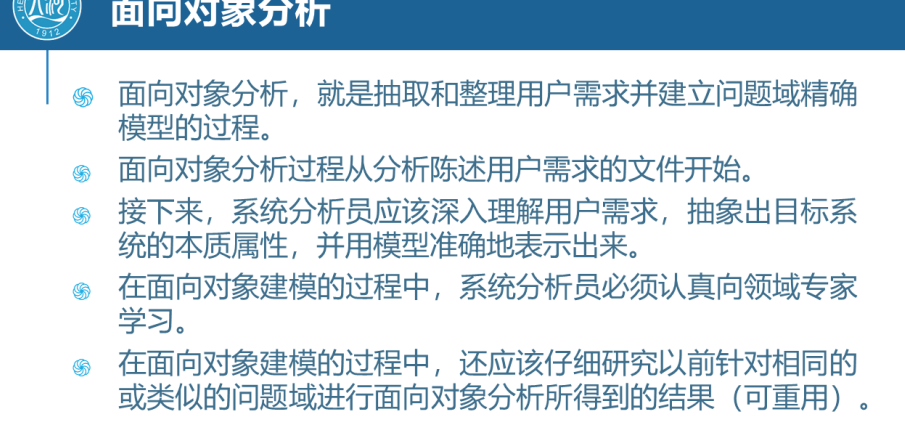 面向对象分析
面向对象分析，就是抽取和整理用户需求并建立问题域精确
模型的过程。
面向对象分析过程从分析陈述用户需求的文件开始。
接下来，系统分析员应该深入理解用户需求，抽象出目标系
统的本质属性，并用模型准确地表示出来。
在面向对象建模的过程中，系统分析员必须认真向领域专家
学习。
在面向对象建模的过程中，还应该仔细研究以前针对相同的
或类似的问题域进行面向对象分析所得到的结果（可重用）。
1912